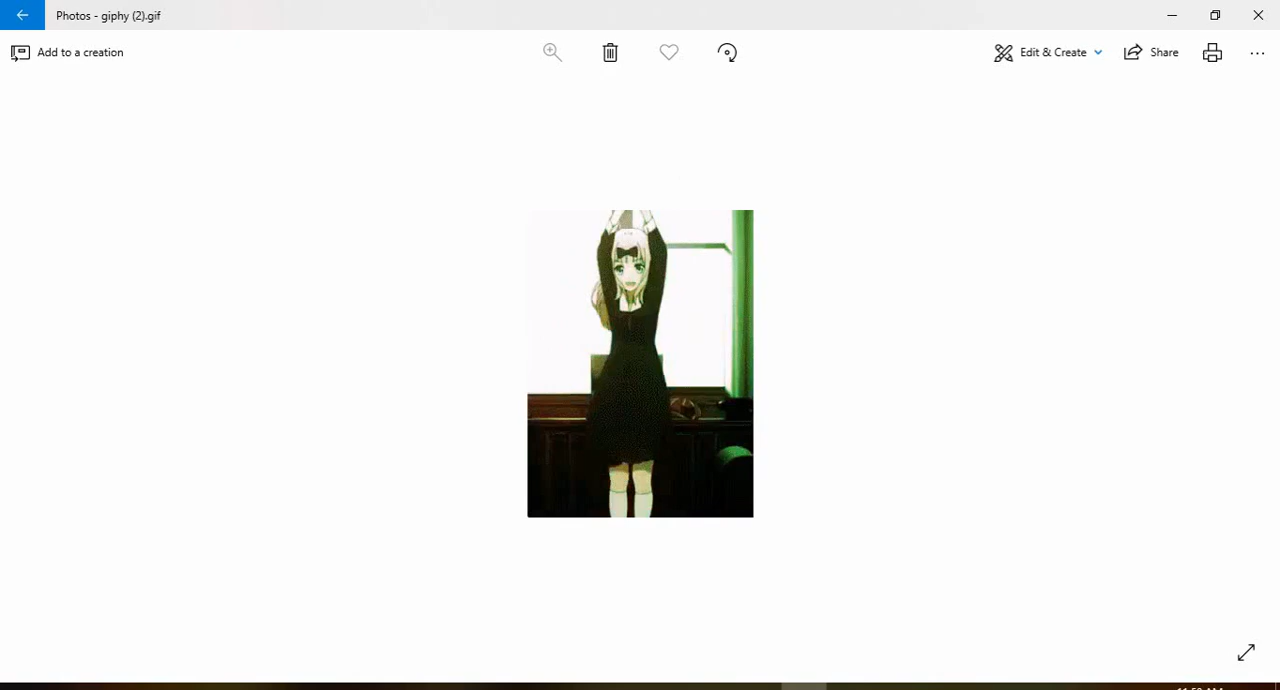 Photos - giphy (2).gif
Add to a creation
Edit & Create
Share